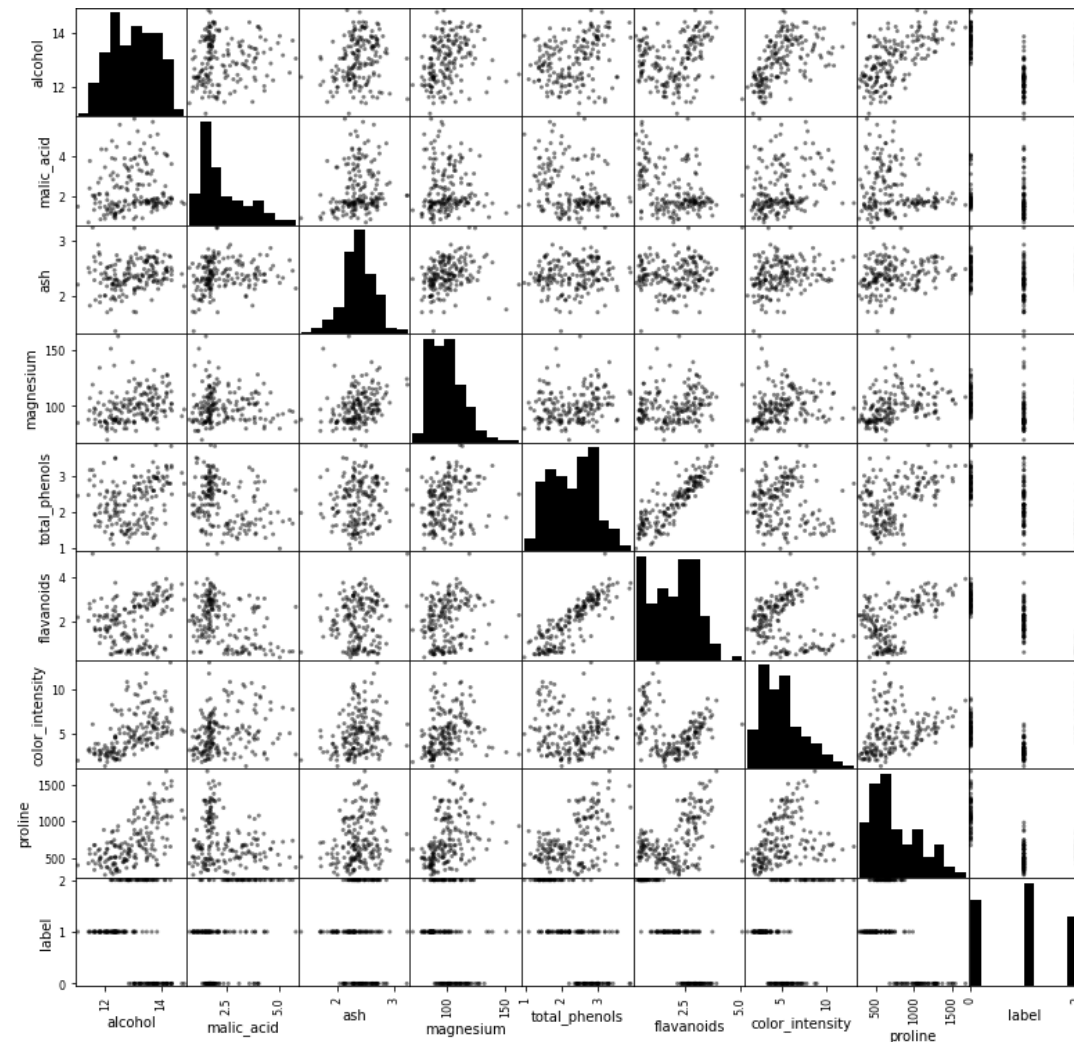 alcohol
14
12
malic_acid
4
2
ash
3
2
magnesium
150
100
total_phenols
3
2
1
flavanoids
4
2
color_intensity
10
5
proline
1500
1000
500
label
2
1
0
12 14 2.5 5.0 2 3 100 150 1 2 3 2.5 5.0 5 10 500 1000 1500 0 2
alcohol malic_acid ash magnesium total_phenols flavanoids color_intensity proline label